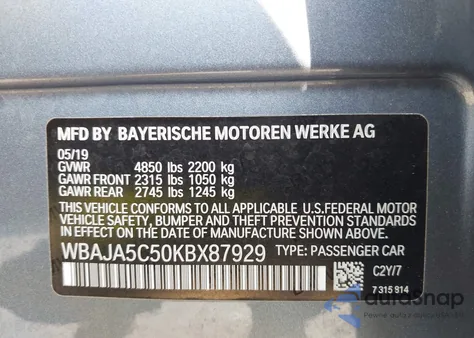 MFD BY BAYERISCHE MOTOREN WERKE AG
05/19
GVWR 4850 lbs 2200 kg
GAWR FRONT 2315 lbs 1050 kg
GAWR REAR 2745 lbs 1245 kg
THIS VEHICLE CONFORMS TO ALL APPLICABLE U.S.FEDERAL MOTOR
VEHICLE SAFETY, BUMPER, AND THEFT PREVENTION STANDARDS
IN EFFECT ON THE DATE OF MANUFACTURE SHOWN ABOVE.
WBAJA5C50KBX87929 TYPE: PASSENGER CAR
C2Y/7
7 315 914
autosnap